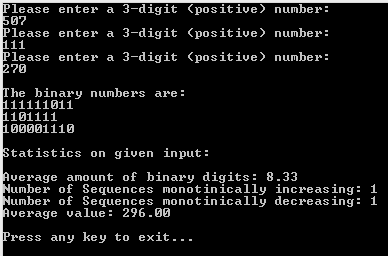 Please enter a 3-digit (positive) number:
507
Please enter a 3-digit (positive) number:
111
Please enter a 3-digit (positive) number:
270
The binary numbers are:
111111011
1101111
100001110
Statistics on given input:
Average amount of binary digits: 8.33
Number of Sequences monotinically increasing: 1
Number of Sequences monotinically decreasing: 1
Average value: 296.00
Press any key to exit...